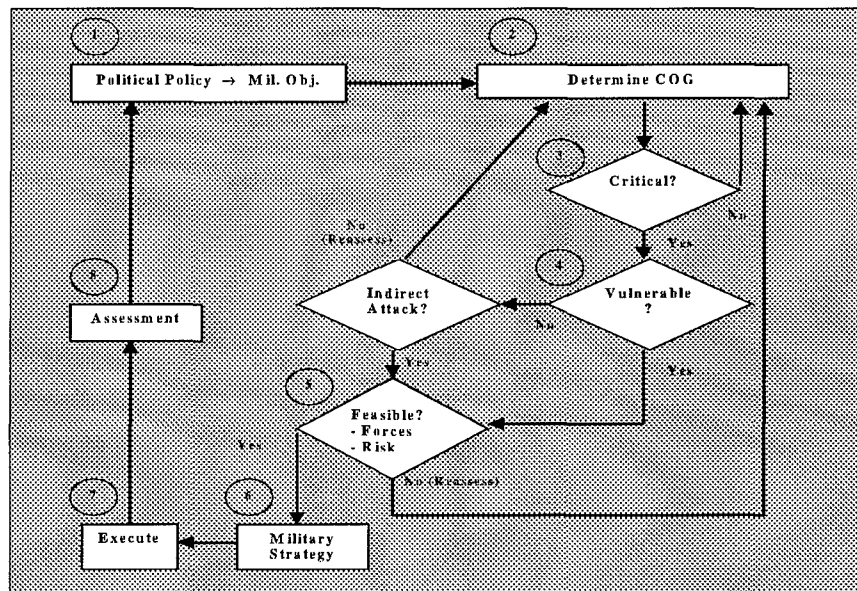 1
2
Political Policy → Mil. Obj.
Determine COG
3
Critical?
No
No
(Reassess)
Yes
4
Indirect
Attack?
Vulnerable
?
No
Assessment
Yes
Yes
5
Feasible?
- Forces
- Risk
Yes
No (Reassess)
7
6
Execute
Military
Strategy